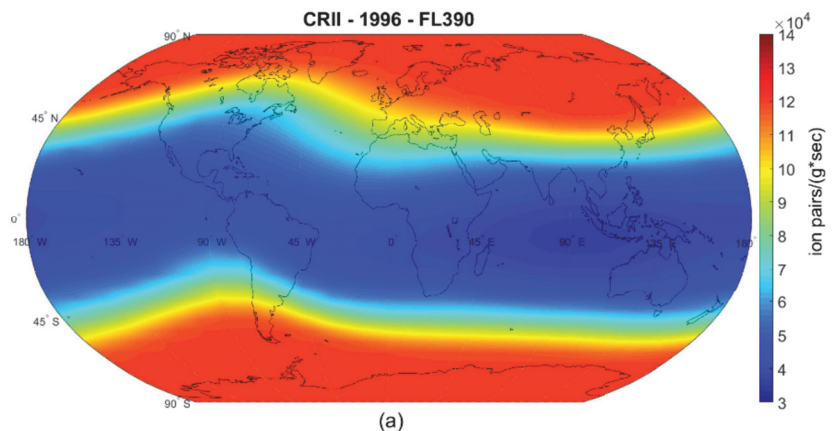 CRII - 1996 - FL390
×10⁴
90° N
14
13
12
11
45° N
10
9
8
0°
180° W 135° W 90° W 45° W 0° 45° E 90° E 135° E 180°
7
6
45° S
5
4
90° S
3
ion pairs/(g*sec)
(a)